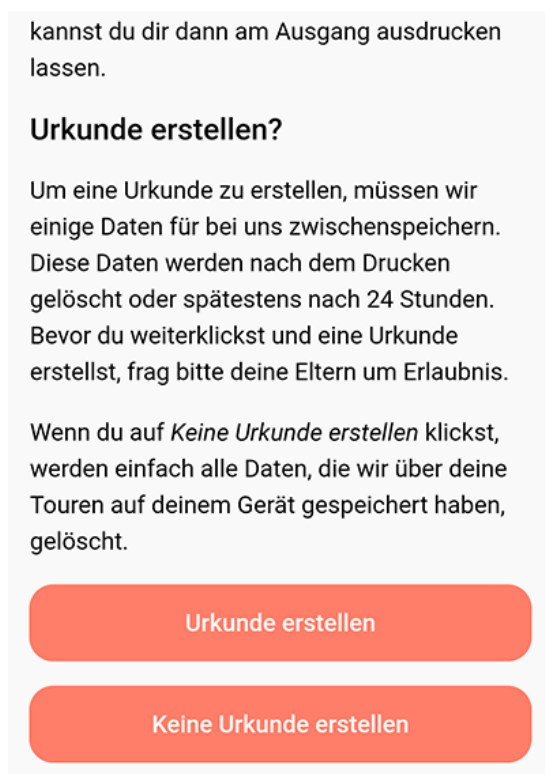 kannst du dir dann am Ausgang ausdrucken
lassen.
Urkunde erstellen?
Um eine Urkunde zu erstellen, müssen wir
einige Daten für bei uns zwischenspeichern.
Diese Daten werden nach dem Drucken
gelöscht oder spätestens nach 24 Stunden.
Bevor du weiterklickst und eine Urkunde
erstellst, frag bitte deine Eltern um Erlaubnis.
Wenn du auf Keine Urkunde erstellen klickst,
werden einfach alle Daten, die wir über deine
Touren auf deinem Gerät gespeichert haben,
gelöscht.
Urkunde erstellen
Keine Urkunde erstellen